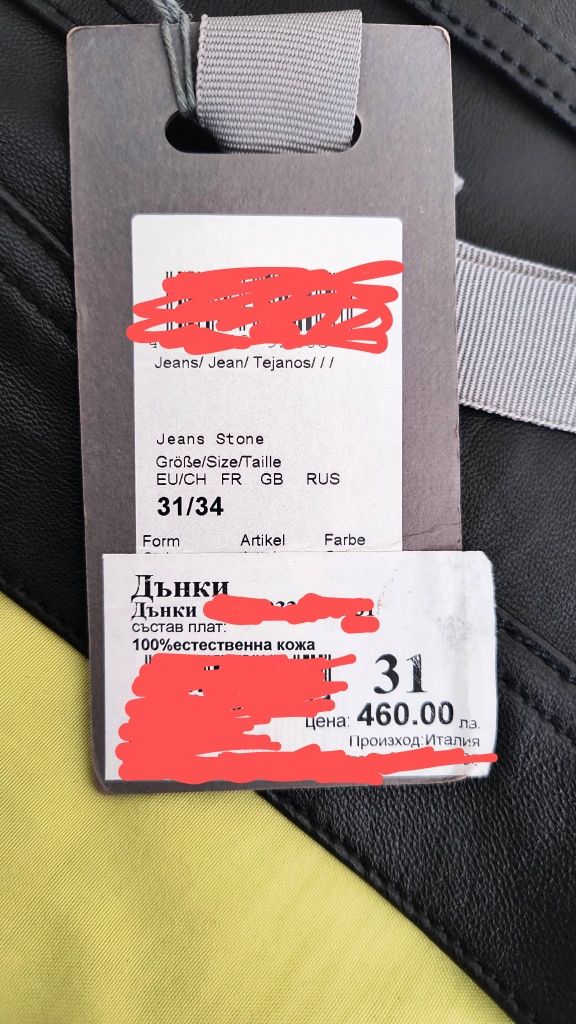 Jeans/ Jean/ Tejanos/ / /
Jeans Stone
Größe/Size/Taille
EU/CH FR GB RUS
31/34
Form Artikel Farbe
Дънки
Дънки
състав плат:
100%естествена кожа
31
цена: 460.00 лв.
Произход:Италия